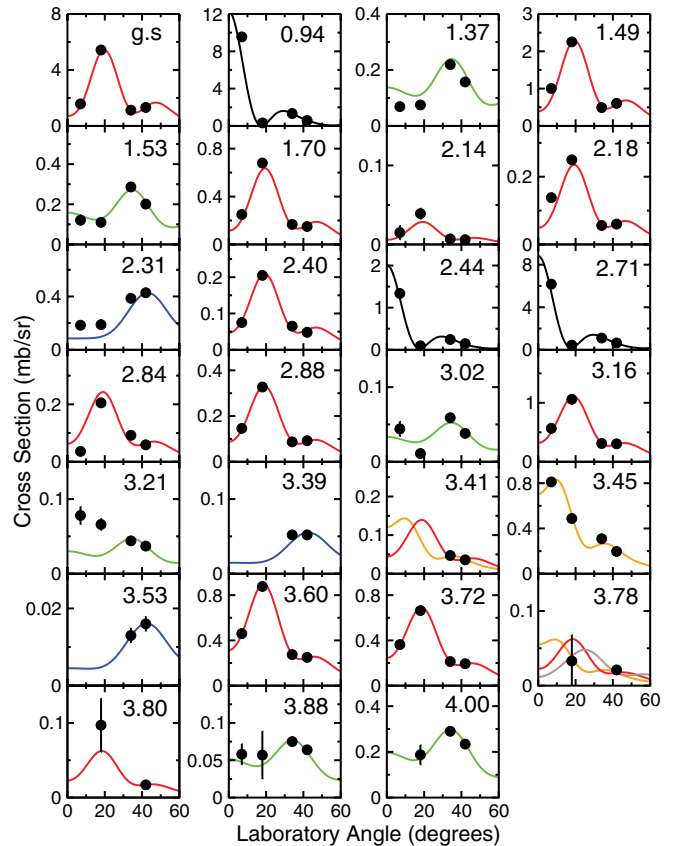 Cross Section (mb/sr)
8 6 4 2 0 g.s
12 8 4 0 0.94
0.4 0.2 0 1.37
3 2 1 0 1.49
0.4 0.2 0 1.53
0.8 0.4 0 1.70
0.1 0 2.14
0.2 0 2.18
0.4 0 2.31
0.2 0.1 0 2.40
2 1 0 2.44
8 4 0 2.71
0.2 0 2.84
0.4 0.2 0 2.88
0.05 0 3.02
2 1 0 3.16
0.1 0 3.21
0.1 0 3.39
0.2 0.1 0 3.41
0.8 0.4 0 3.45
0.02 0 3.53
0.8 0.4 0 3.60
0.8 0.4 0 3.72
0.1 0 3.78
0 20 40 60
0.1 0 3.80
0.1 0.05 0 3.88
0.4 0.2 0 4.00
0 20 40 60 0 20 40 60 0 20 40 60
Laboratory Angle (degrees)